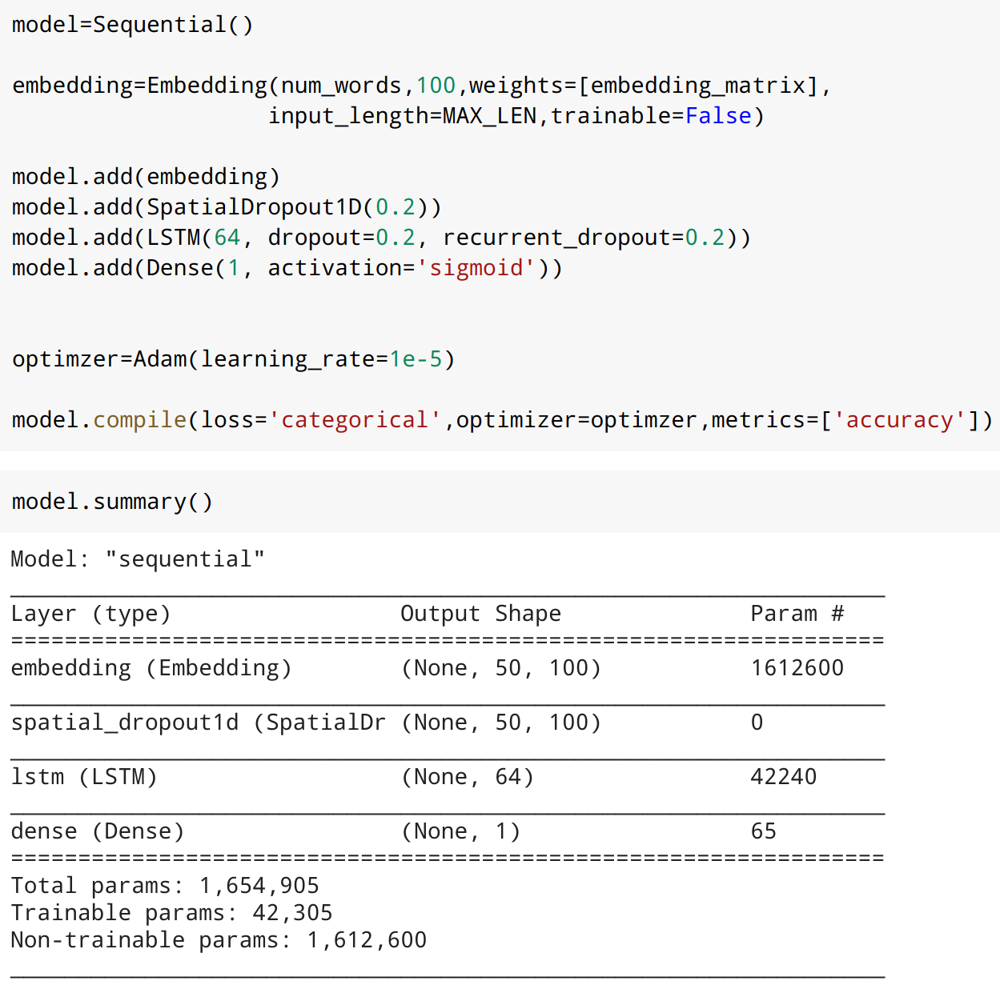 model=Sequential()
embedding=Embedding(num_words,100,weights=[embedding_matrix],
                   input_length=MAX_LEN,trainable=False)
model.add(embedding)
model.add(SpatialDropout1D(0.2))
model.add(LSTM(64, dropout=0.2, recurrent_dropout=0.2))
model.add(Dense(1, activation='sigmoid'))
optimzer=Adam(learning_rate=1e-5)
model.compile(loss='categorical',optimizer=optimzer,metrics=['accuracy'])
model.summary()
Model: "sequential"
_________________________________________________________________
Layer (type)                 Output Shape              Param #
=================================================================
embedding (Embedding)        (None, 50, 100)           1612600
_________________________________________________________________
spatial_dropout1d (SpatialDr (None, 50, 100)           0
_________________________________________________________________
lstm (LSTM)                  (None, 64)                42240
_________________________________________________________________
dense (Dense)                (None, 1)                 65
=================================================================
Total params: 1,654,905
Trainable params: 42,305
Non-trainable params: 1,612,600
_________________________________________________________________